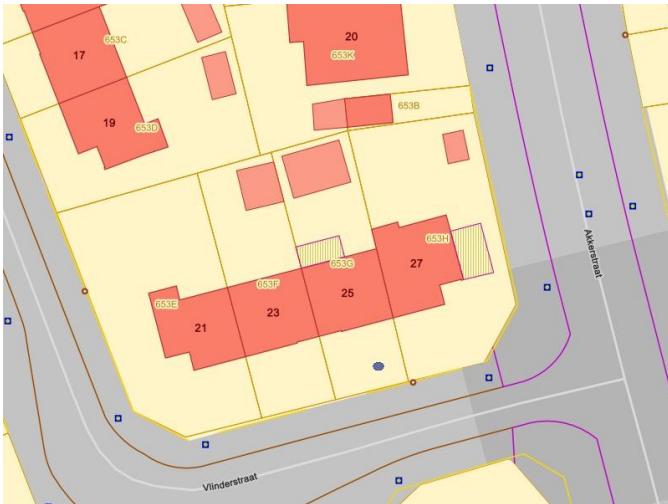 17
653C
20
653K
653B
19
653D
Akkerstraat
653H
27
653G
653F
653E
25
23
21
Vlinderstraat